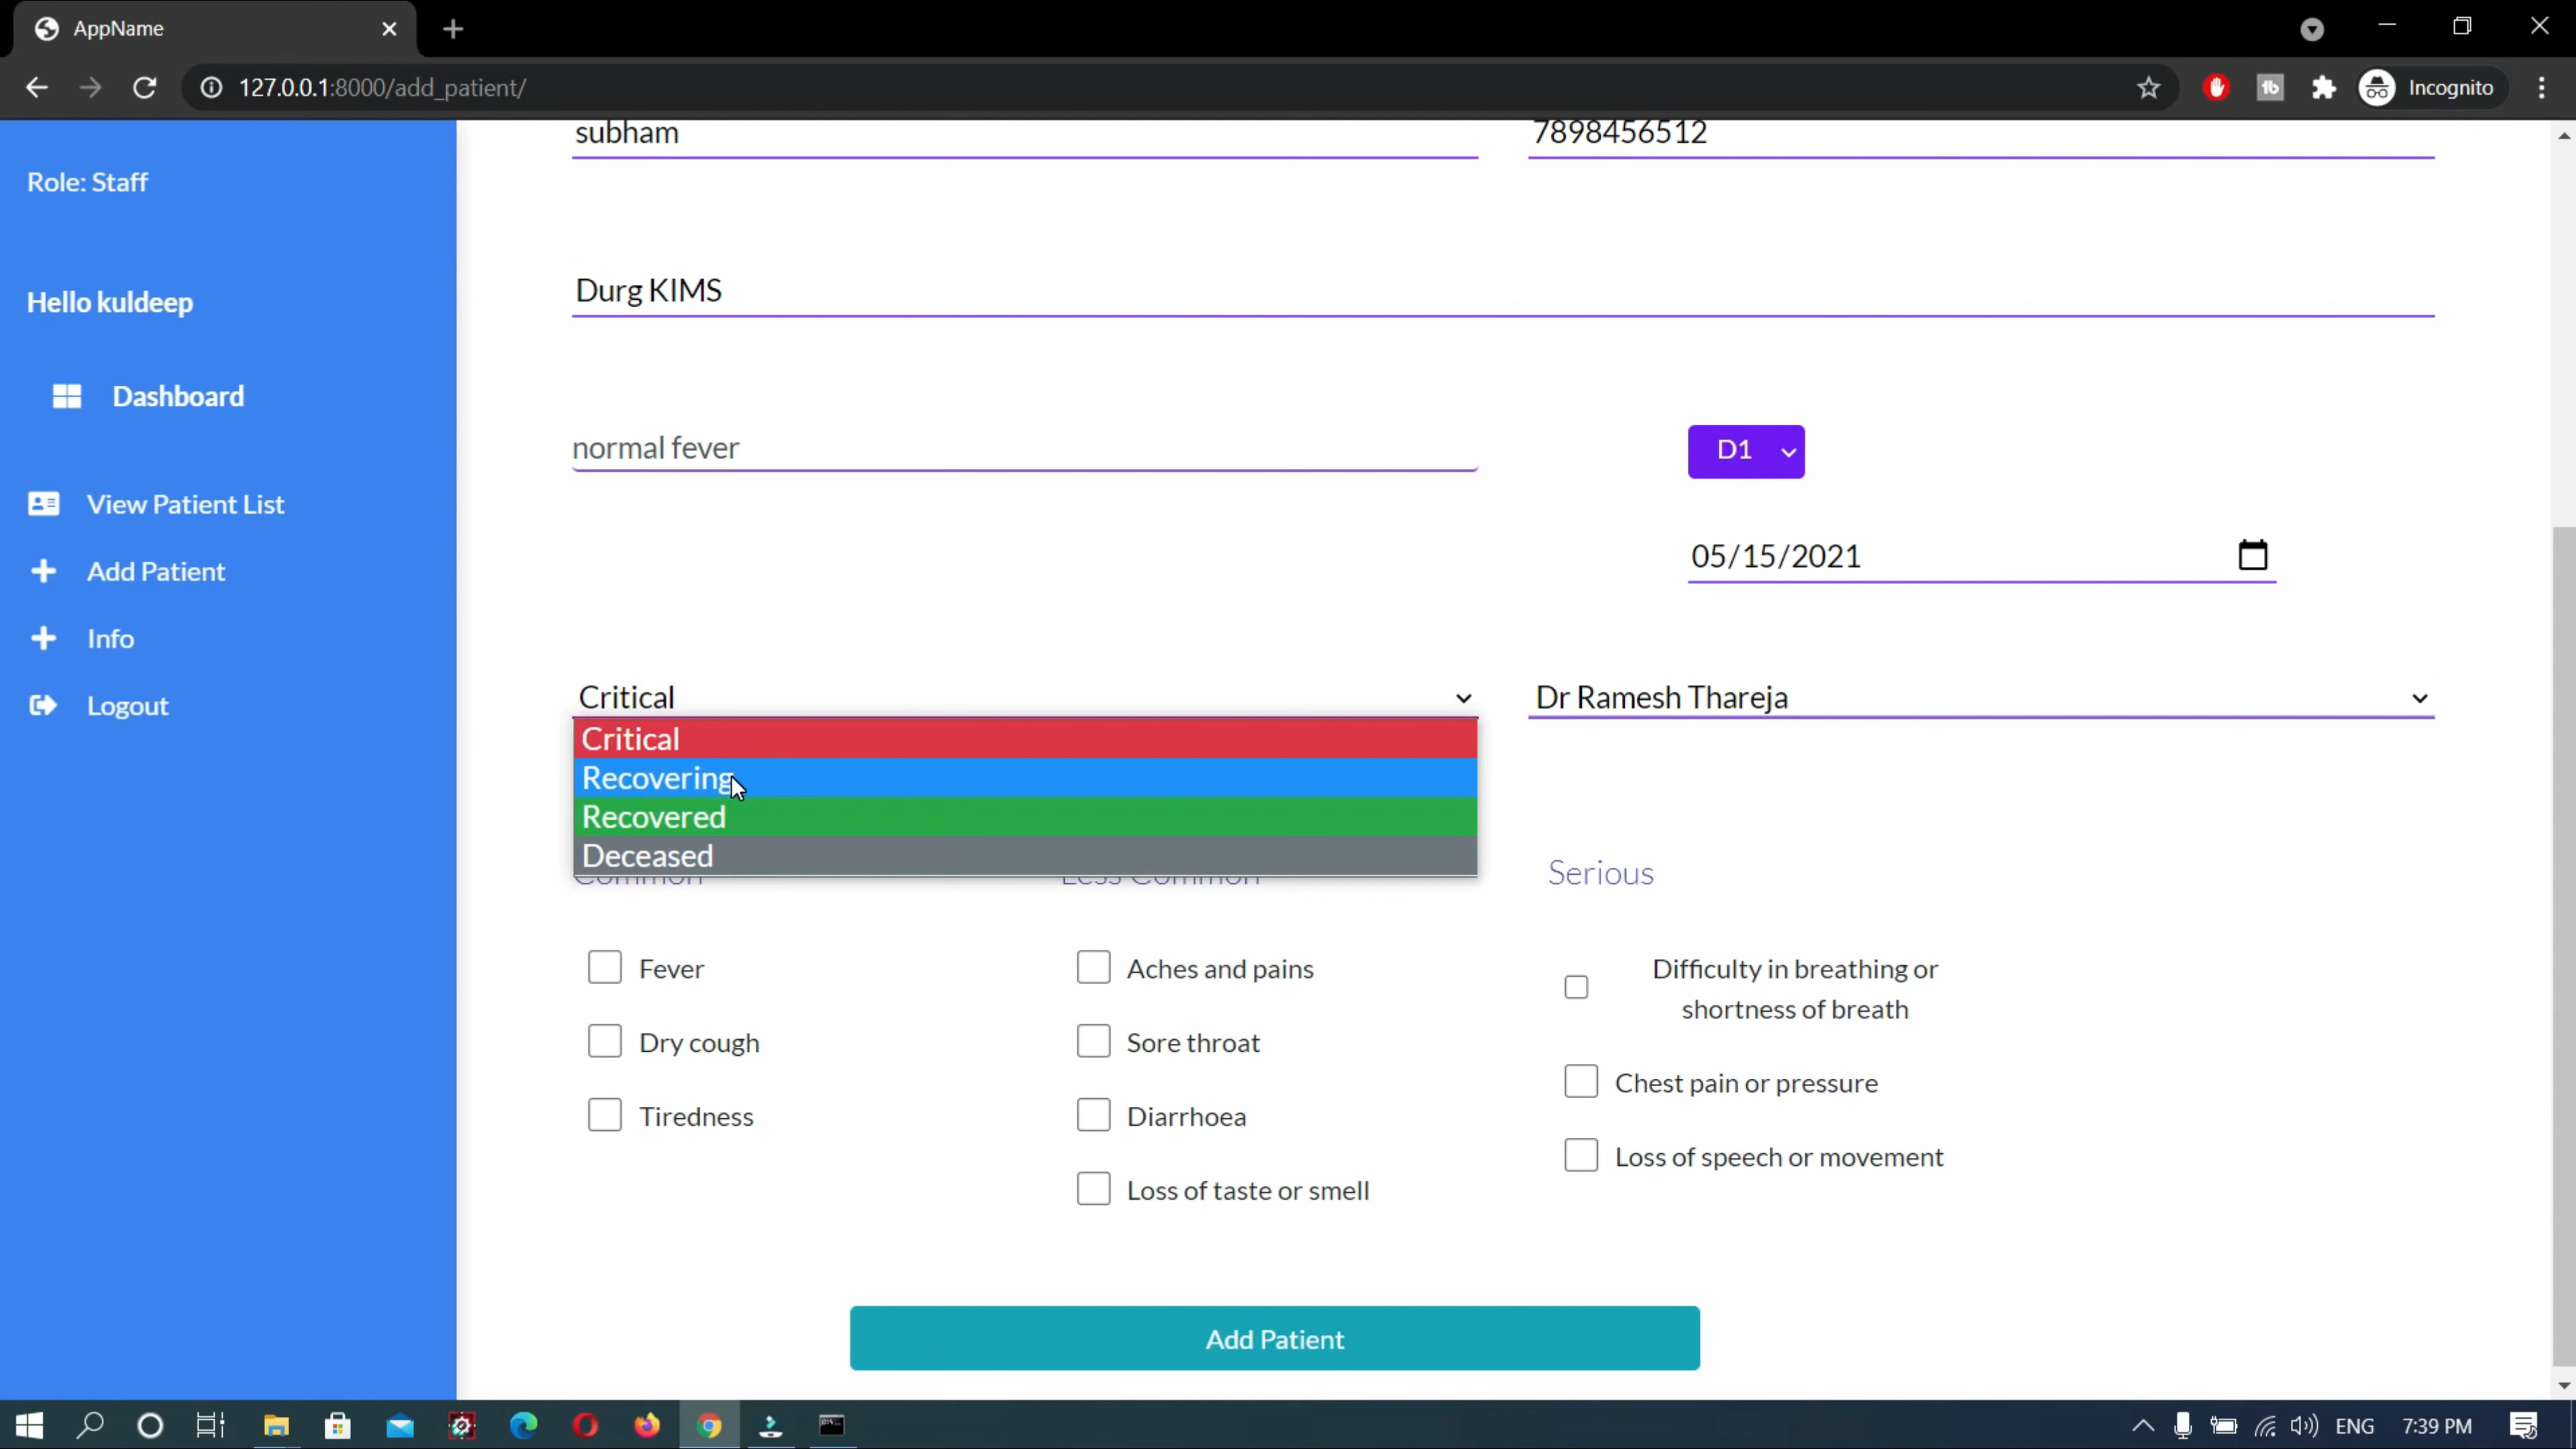 AppName
127.0.0.1:8000/add_patient/
Incognito
Role: Staff
Hello kuldeep
Dashboard
View Patient List
Add Patient
Info
Logout
subham
7898456512
Durg KIMS
normal fever
D1
05/15/2021
Critical
Dr Ramesh Thareja
Critical
Recovering
Recovered
Deceased
Common
Less Common
Serious
Fever
Dry cough
Tiredness
Aches and pains
Sore throat
Diarrhoea
Loss of taste or smell
Difficulty in breathing or
shortness of breath
Chest pain or pressure
Loss of speech or movement
Add Patient
ENG
7:39 PM